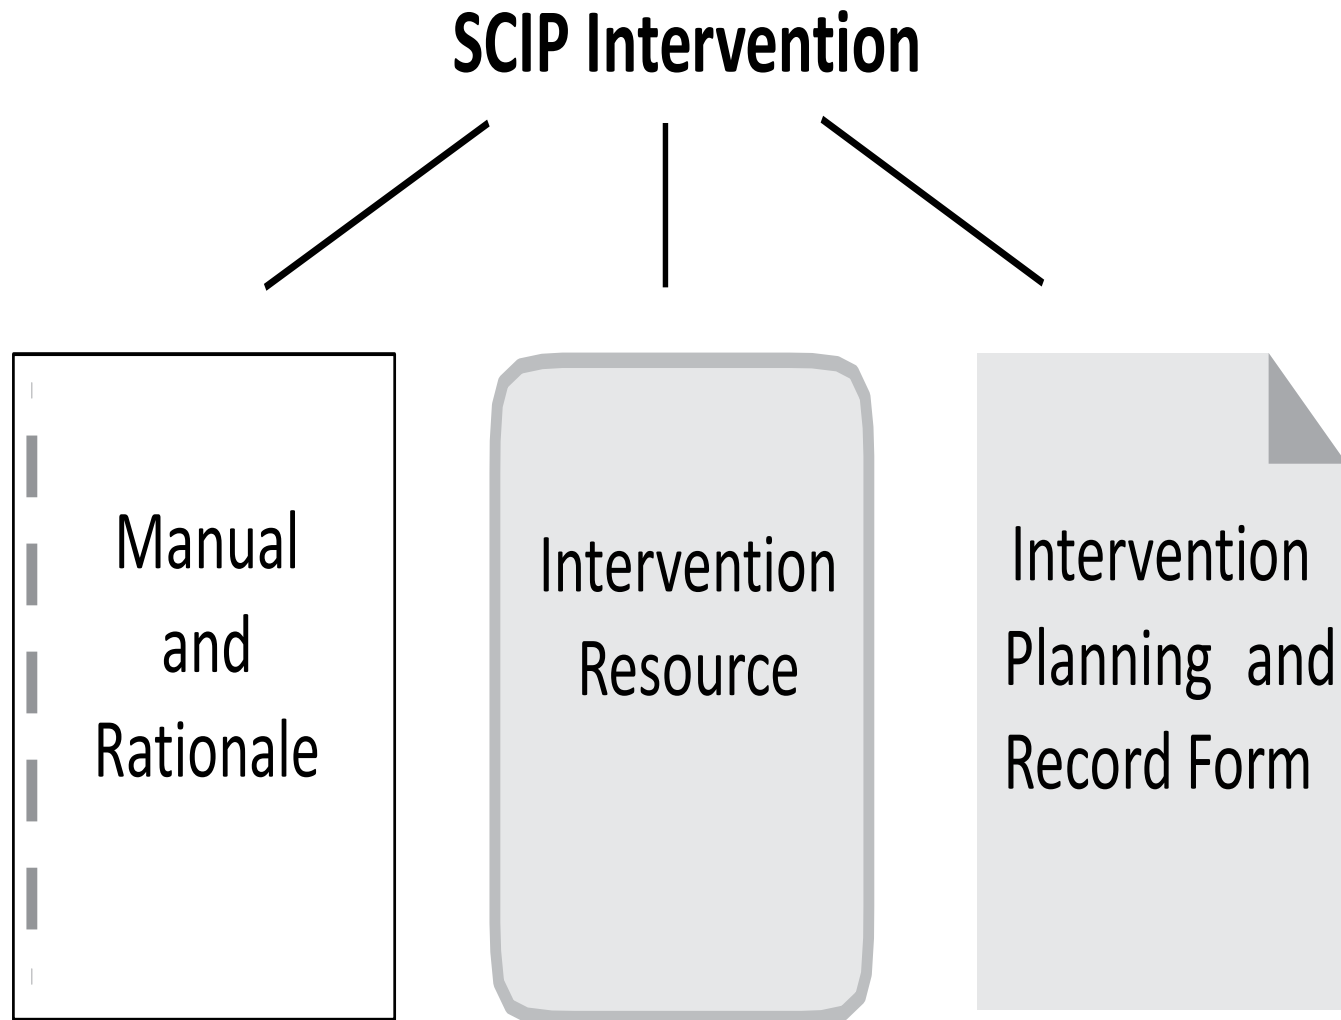 SCIP Intervention
Manual
and
Rationale
Intervention
Resource
Intervention
Planning and
Record Form